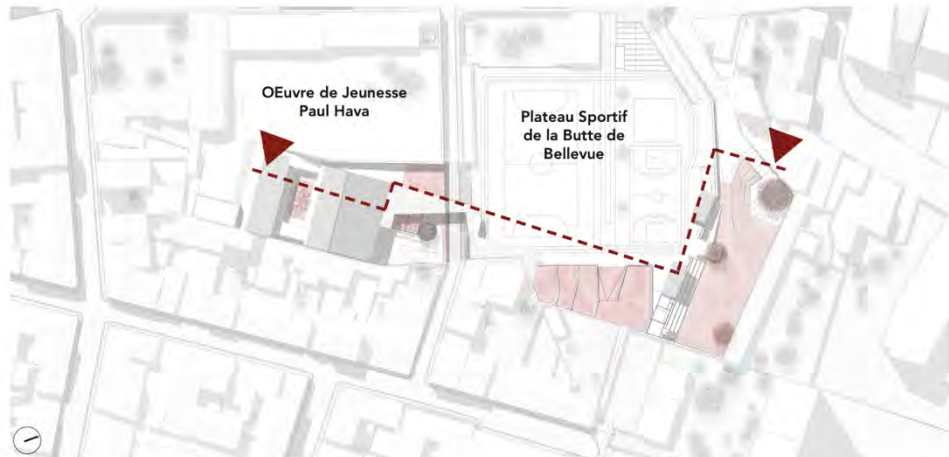 OEuvre de Jeunesse
Paul Hava
Plateau Sportif
de la Butte de
Bellevue